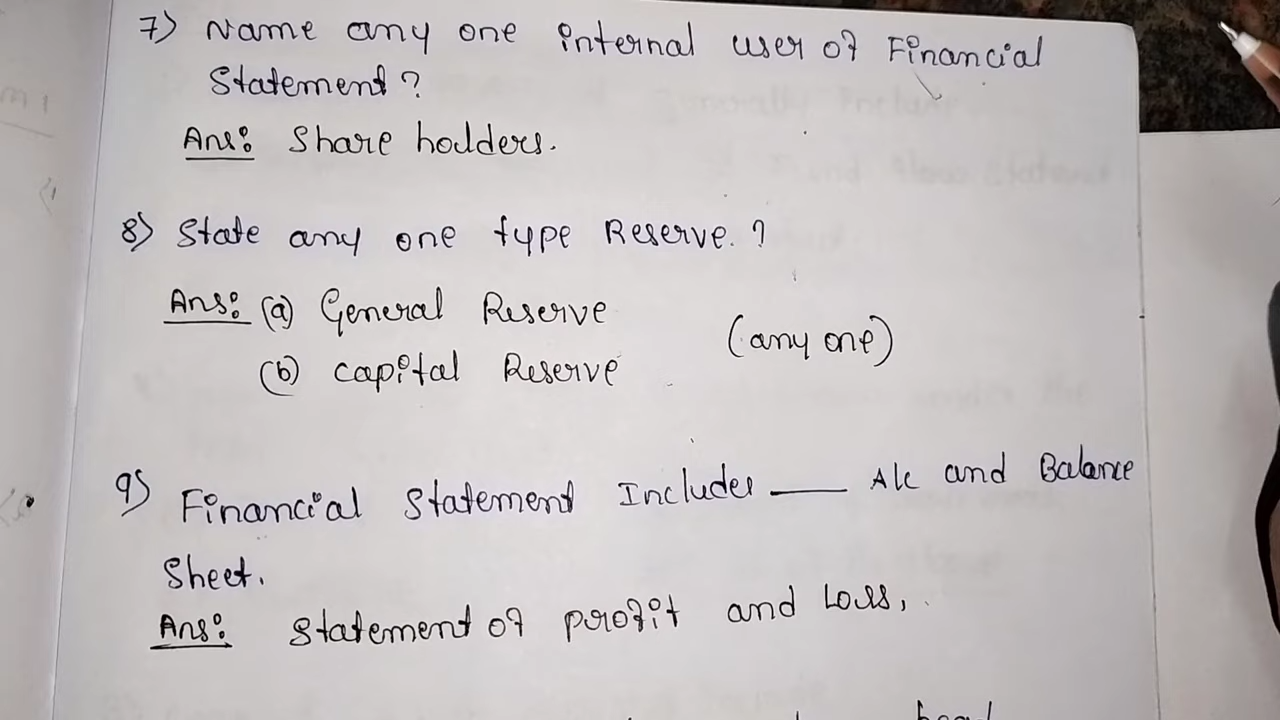 7) Name any one internal user of Financial
Statement?
Ans: Share holders.
8) State any one type Reserve. ?
Ans: (a) General Reserve
(any one)
(b) capital Reserve
9) Financial Statement Includes —— A/c and Balance
Sheet.
Ans: Statement of profit and Loss,.
head